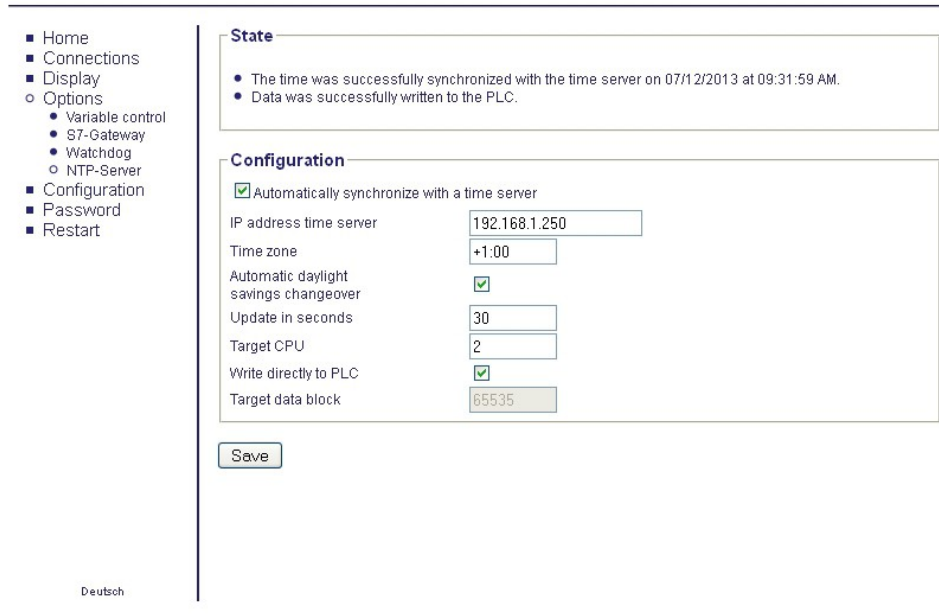 Home
Connections
Display
Options
Variable control
S7-Gateway
Watchdog
NTP-Server
Configuration
Password
Restart
Deutsch
State
The time was successfully synchronized with the time server on 07/12/2013 at 09:31:59 AM.
Data was successfully written to the PLC.
Configuration
Automatically synchronize with a time server
IP address time server 192.168.1.250
Time zone +1:00
Automatic daylight
savings changeover
Update in seconds 30
Target CPU 2
Write directly to PLC
Target data block 65535
Save